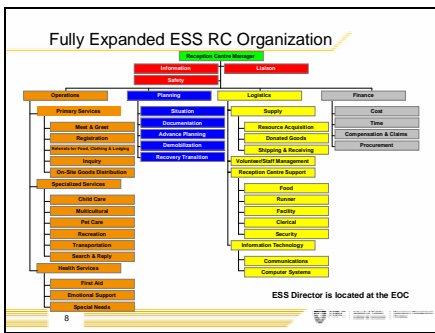 Fully Expanded ESS RC Organization
Reception Centre Manager
Information
Liaison
Safety
Operations
Planning
Logistics
Finance
Primary Services
Meet & Greet
Registration
Referrals for Food, Clothing & Lodging
Inquiry
On-Site Goods Distribution
Specialized Services
Child Care
Multicultural
Pet Care
Recreation
Transportation
Search & Reply
Health Services
First Aid
Emotional Support
Special Needs
Situation
Documentation
Advance Planning
Demobilization
Recovery Transition
Supply
Resource Acquisition
Donated Goods
Shipping & Receiving
Volunteer/Staff Management
Reception Centre Support
Food
Runner
Facility
Clerical
Security
Information Technology
Communications
Computer Systems
Cost
Time
Compensation & Claims
Procurement
ESS Director is located at the EOC
8